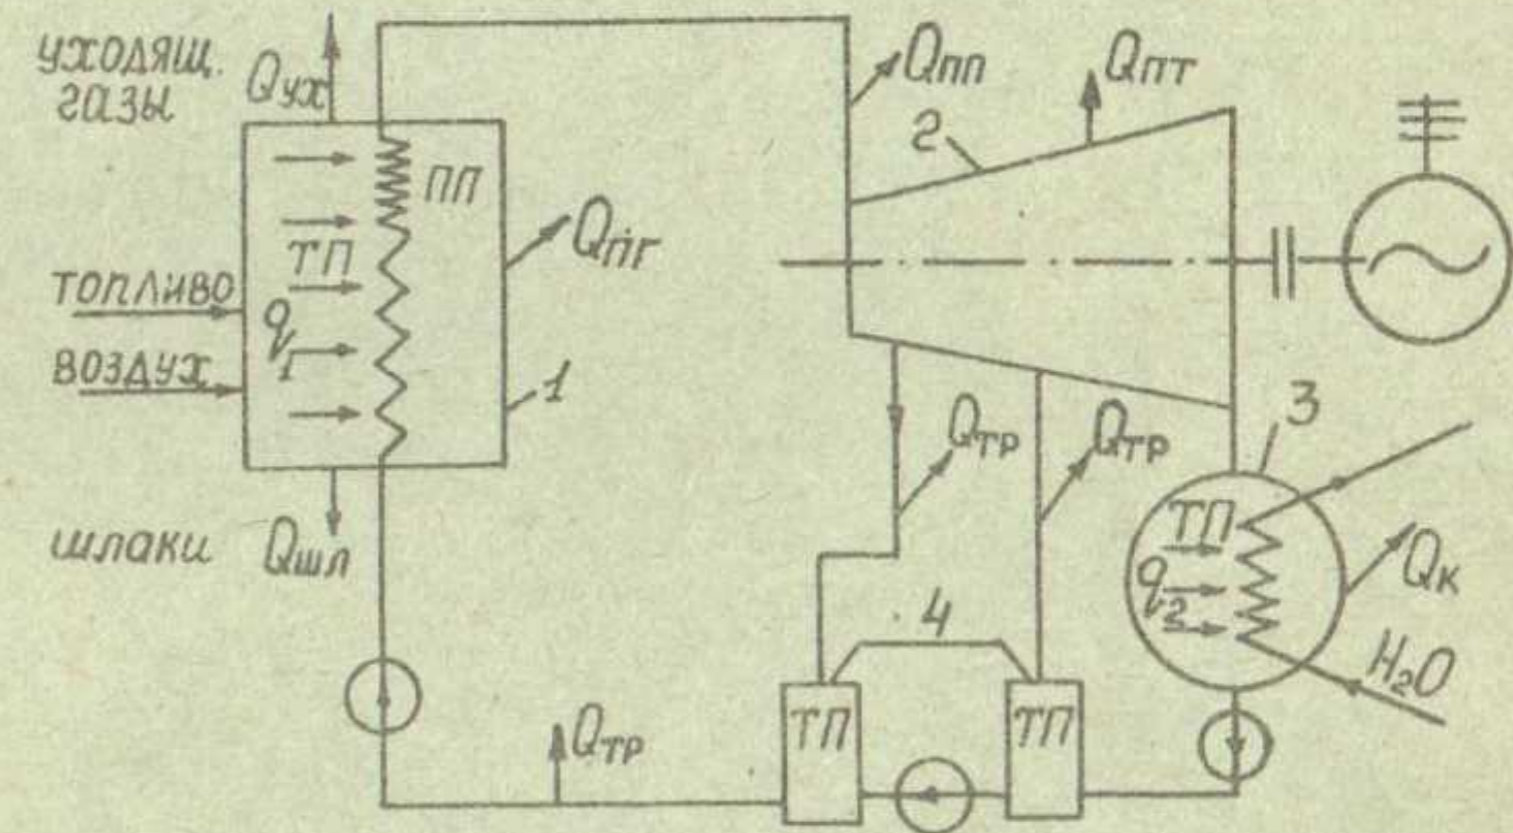 уходящ.
газы
Qух
Qпп
Qпт
2
ПП
Qпг
ТП
топливо
q1
воздух
1
3
Qтр
Qтр
ТП
q2
Qк
шлаки
Qшл
4
H2O
ТП
ТП
Qтр